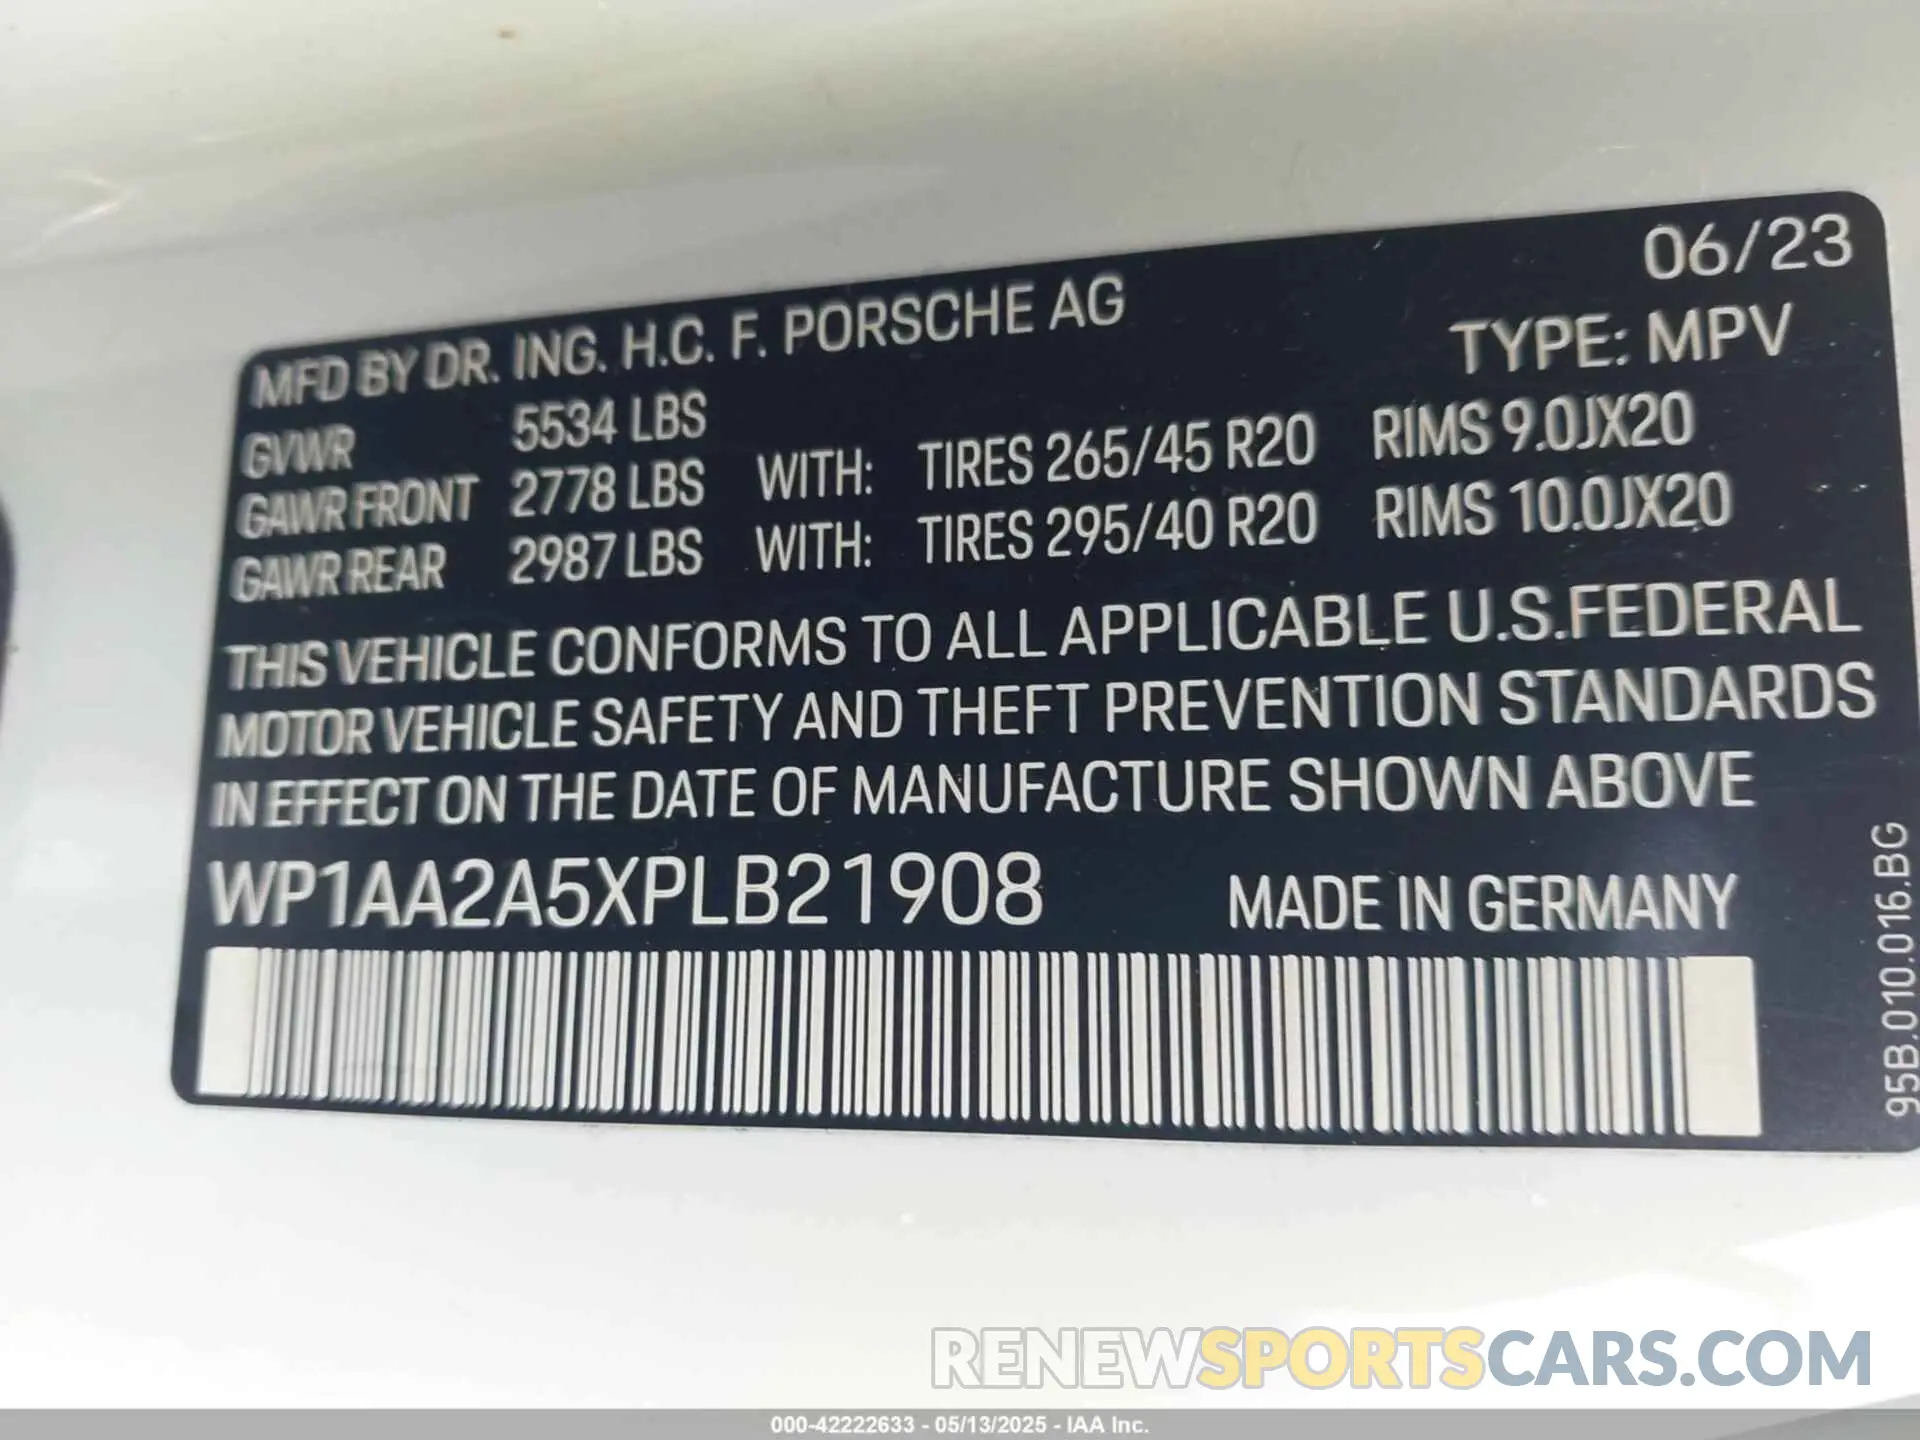 06/23
MFD BY DR. ING. H.C. F. PORSCHE AG
TYPE: MPV
GVWR 5534 LBS
GAWR FRONT 2778 LBS WITH: TIRES 265/45 R20 RIMS 9.0JX20
GAWR REAR 2987 LBS WITH: TIRES 295/40 R20 RIMS 10.0JX20
THIS VEHICLE CONFORMS TO ALL APPLICABLE U.S.FEDERAL
MOTOR VEHICLE SAFETY AND THEFT PREVENTION STANDARDS
IN EFFECT ON THE DATE OF MANUFACTURE SHOWN ABOVE
WP1AA2A5XPLB21908 MADE IN GERMANY
95B.010.016.BG
RENEWSPORTSCARS.COM
000-42222633 - 05/13/2025 - IAA Inc.